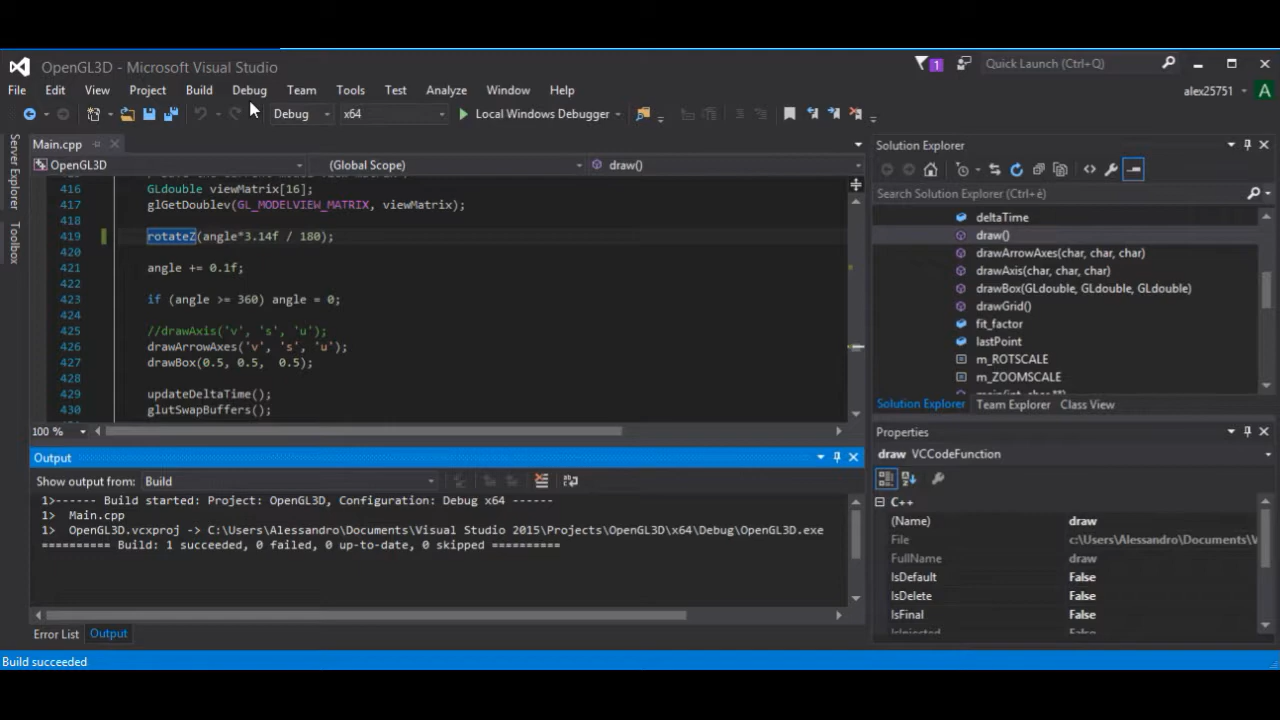 OpenGL3D - Microsoft Visual Studio
1
Quick Launch (Ctrl+Q)
File Edit View Project Build Debug Team Tools Test Analyze Window Help
alex25751 A
Debug x64 Local Windows Debugger
Server Explorer
Toolbox
Main.cpp
OpenGL3D (Global Scope) draw()
416 GLdouble viewMatrix[16];
417 glGetDoublev(GL_MODELVIEW_MATRIX, viewMatrix);
418
419 rotateZ(angle*3.14f / 180);
420
421 angle += 0.1f;
422
423 if (angle >= 360) angle = 0;
424
425 //drawAxis('v', 's', 'u');
426 drawArrowAxes('v', 's', 'u');
427 drawBox(0.5, 0.5, 0.5);
428
429 updateDeltaTime();
430 glutSwapBuffers();
100 %
Output
Show output from: Build
1>------ Build started: Project: OpenGL3D, Configuration: Debug x64 ------
1> Main.cpp
1> OpenGL3D.vcxproj -> C:\Users\Alessandro\Documents\Visual Studio 2015\Projects\OpenGL3D\x64\Debug\OpenGL3D.exe
========== Build: 1 succeeded, 0 failed, 0 up-to-date, 0 skipped ==========
Error List Output
Build succeeded
Solution Explorer
Search Solution Explorer (Ctrl+è)
deltaTime
draw()
drawArrowAxes(char, char, char)
drawAxis(char, char, char)
drawBox(GLdouble, GLdouble, GLdouble)
drawGrid()
fit_factor
lastPoint
m_ROTSCALE
m_ZOOMSCALE
Solution Explorer Team Explorer Class View
Properties
draw VCCodeFunction
C++
(Name) draw
File c:\Users\Alessandro\Documents\V
FullName draw
IsDefault False
IsDelete False
IsFinal False